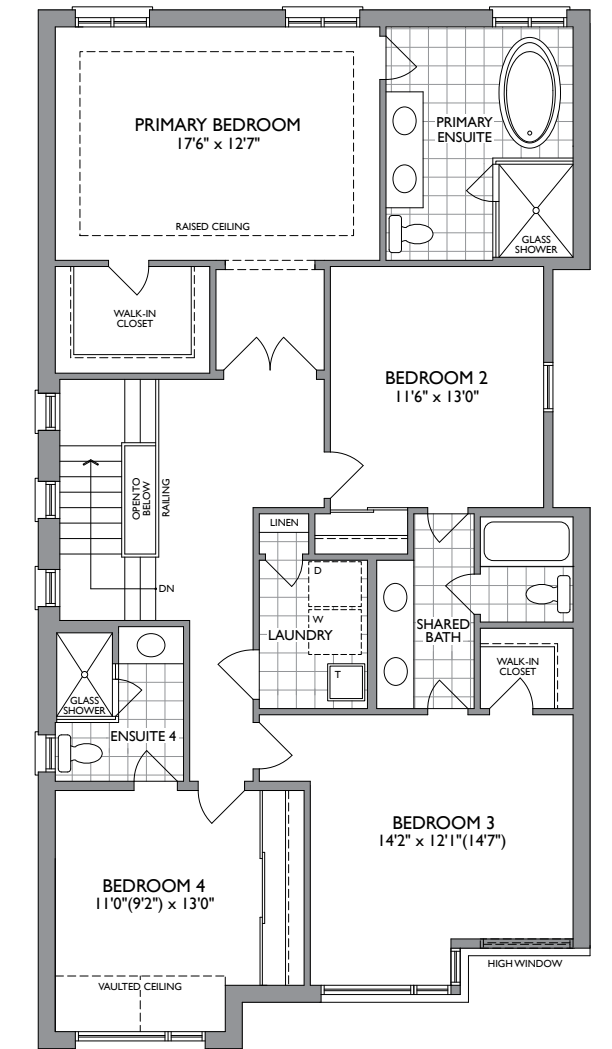 PRIMARY BEDROOM
17'6" x 12'7"
RAISED CEILING
PRIMARY
ENSUITE
GLASS
SHOWER
WALK-IN
CLOSET
BEDROOM 2
11'6" x 13'0"
OPEN TO
BELOW
RAILING
DN
LINEN
D
W
LAUNDRY
T
SHARED
BATH
WALK-IN
CLOSET
GLASS
SHOWER
ENSUITE 4
BEDROOM 3
14'2" x 12'1"(14'7")
BEDROOM 4
11'0"(9'2") x 13'0"
HIGH WINDOW
VAULTED CEILING